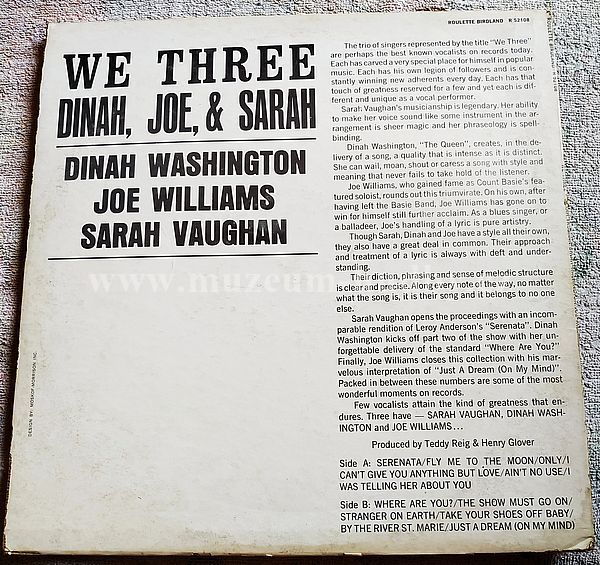 ROULETTE BIRDLAND R 52108
WE THREE
DINAH, JOE, & SARAH
DINAH WASHINGTON
JOE WILLIAMS
SARAH VAUGHAN
DESIGN BY: MOSKOF-MORRISON, INC.
The trio of singers represented by the title "We Three"
are perhaps the best known vocalists on records today.
Each has carved a very special place for himself in popular
music. Each has his own legion of followers and is con-
stantly winning new adherents every day. Each has that
touch of greatness reserved for a few and yet each is dif-
ferent and unique as a vocal performer.
Sarah Vaughan's musicianship is legendary. Her ability
to make her voice sound like some instrument in the ar-
rangement is sheer magic and her phraseology is spell-
binding.
Dinah Washington, "The Queen", creates, in the de-
livery of a song, a quality that is intense as it is distinct.
She can wail, moan, shout or caress a song with style and
meaning that never fails to take hold of the listener.
Joe Williams, who gained fame as Count Basie's fea-
tured soloist, rounds out this triumvirate. On his own, after
having left the Basie Band, Joe Williams has gone on to
win for himself still further acclaim. As a blues singer, or
a balladeer, Joe's handling of a lyric is pure artistry.
Though Sarah, Dinah and Joe have a style all their own,
they also have a great deal in common. Their approach
and treatment of a lyric is always with deft and under-
standing.
Their diction, phrasing and sense of melodic structure
is clear and precise. Along every note of the way, no matter
what the song is, it is their song and it belongs to no one
else.
Sarah Vaughan opens the proceedings with an incom-
parable rendition of Leroy Anderson's "Serenata". Dinah
Washington kicks off part two of the show with her un-
forgettable delivery of the standard "Where Are You?"
Finally, Joe Williams closes this collection with his mar-
velous interpretation of "Just A Dream (On My Mind)".
Packed in between these numbers are some of the most
wonderful moments on records.
Few vocalists attain the kind of greatness that en-
dures. Three have — SARAH VAUGHAN, DINAH WASH-
INGTON and JOE WILLIAMS...
Produced by Teddy Reig & Henry Glover
Side A: SERENATA/FLY ME TO THE MOON/ONLY/I
CAN'T GIVE YOU ANYTHING BUT LOVE/AIN'T NO USE/I
WAS TELLING HER ABOUT YOU
Side B: WHERE ARE YOU?/THE SHOW MUST GO ON/
STRANGER ON EARTH/TAKE YOUR SHOES OFF BABY/
BY THE RIVER ST. MARIE/JUST A DREAM (ON MY MIND)
www.muzeum